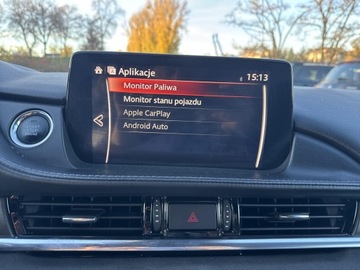 Aplikacje
15:13
Monitor Paliwa
Monitor stanu pojazdu
Apple CarPlay
Android Auto